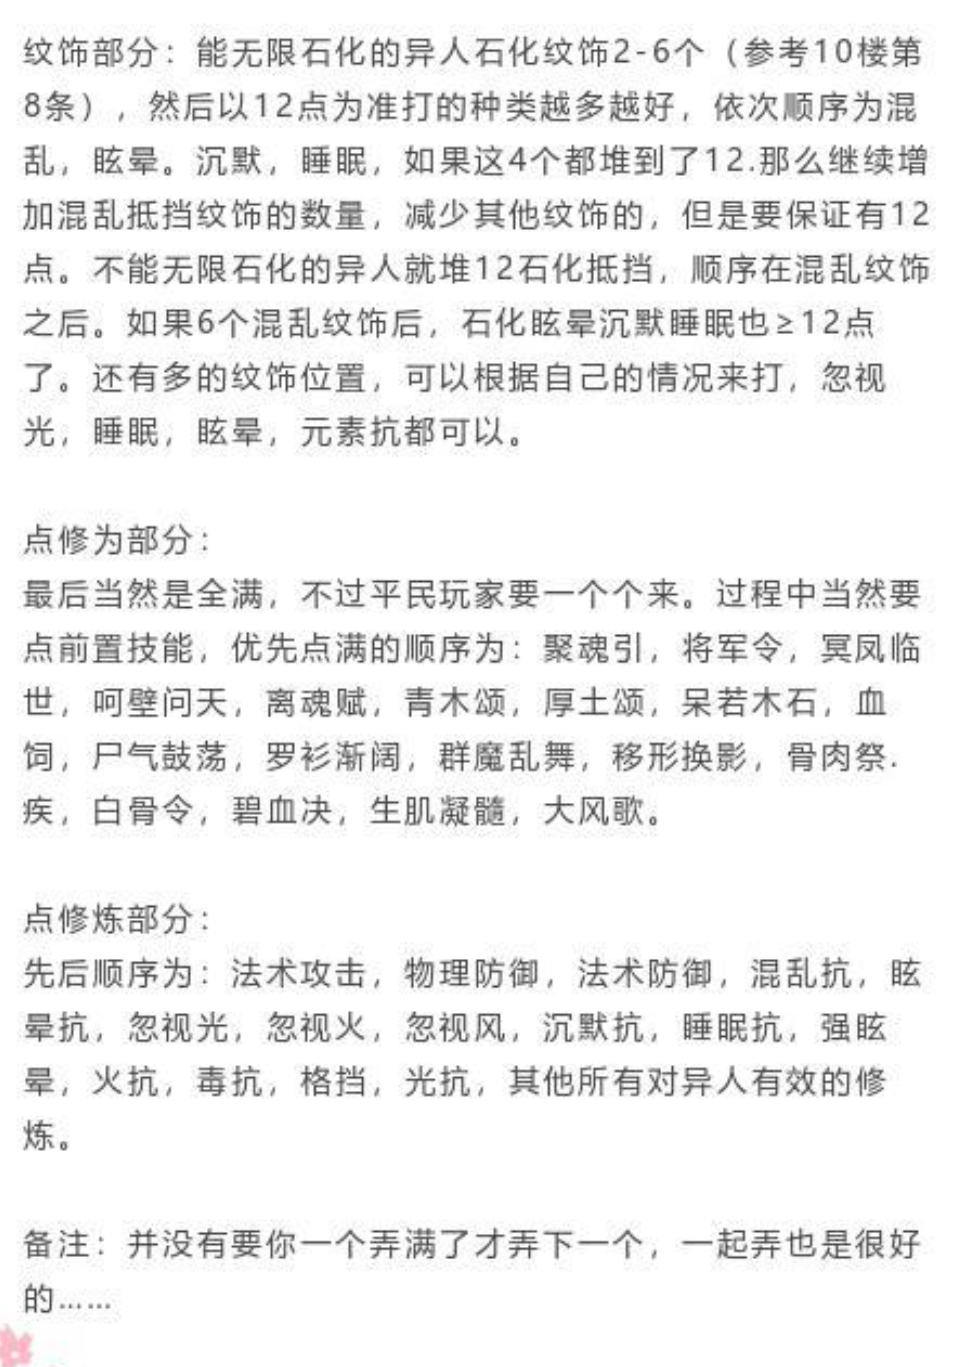 纹饰部分：能无限石化的异人石化纹饰2-6个（参考10楼第
8条），然后以12点为准打的种类越多越好，依次顺序为混
乱，眩晕。沉默，睡眠，如果这4个都堆到了12.那么继续增
加混乱抵挡纹饰的数量，减少其他纹饰的，但是要保证有12
点。不能无限石化的异人就堆12石化抵挡，顺序在混乱纹饰
之后。如果6个混乱纹饰后，石化眩晕沉默睡眠也≥12点
了。还有多的纹饰位置，可以根据自己的情况来打，忽视
光，睡眠，眩晕，元素抗都可以。
点修为部分：
最后当然是全满，不过平民玩家要一个个来。过程中当然要
点前置技能，优先点满的顺序为：聚魂引，将军令，冥凤临
世，呵壁问天，离魂赋，青木颂，厚土颂，呆若木石，血
饲，尸气鼓荡，罗衫渐阔，群魔乱舞，移形换影，骨肉祭.
疾，白骨令，碧血决，生肌凝髓，大风歌。
点修炼部分：
先后顺序为：法术攻击，物理防御，法术防御，混乱抗，眩
晕抗，忽视光，忽视火，忽视风，沉默抗，睡眠抗，强眩
晕，火抗，毒抗，格挡，光抗，其他所有对异人有效的修
炼。
备注：并没有要你一个弄满了才弄下一个，一起弄也是很好
的……